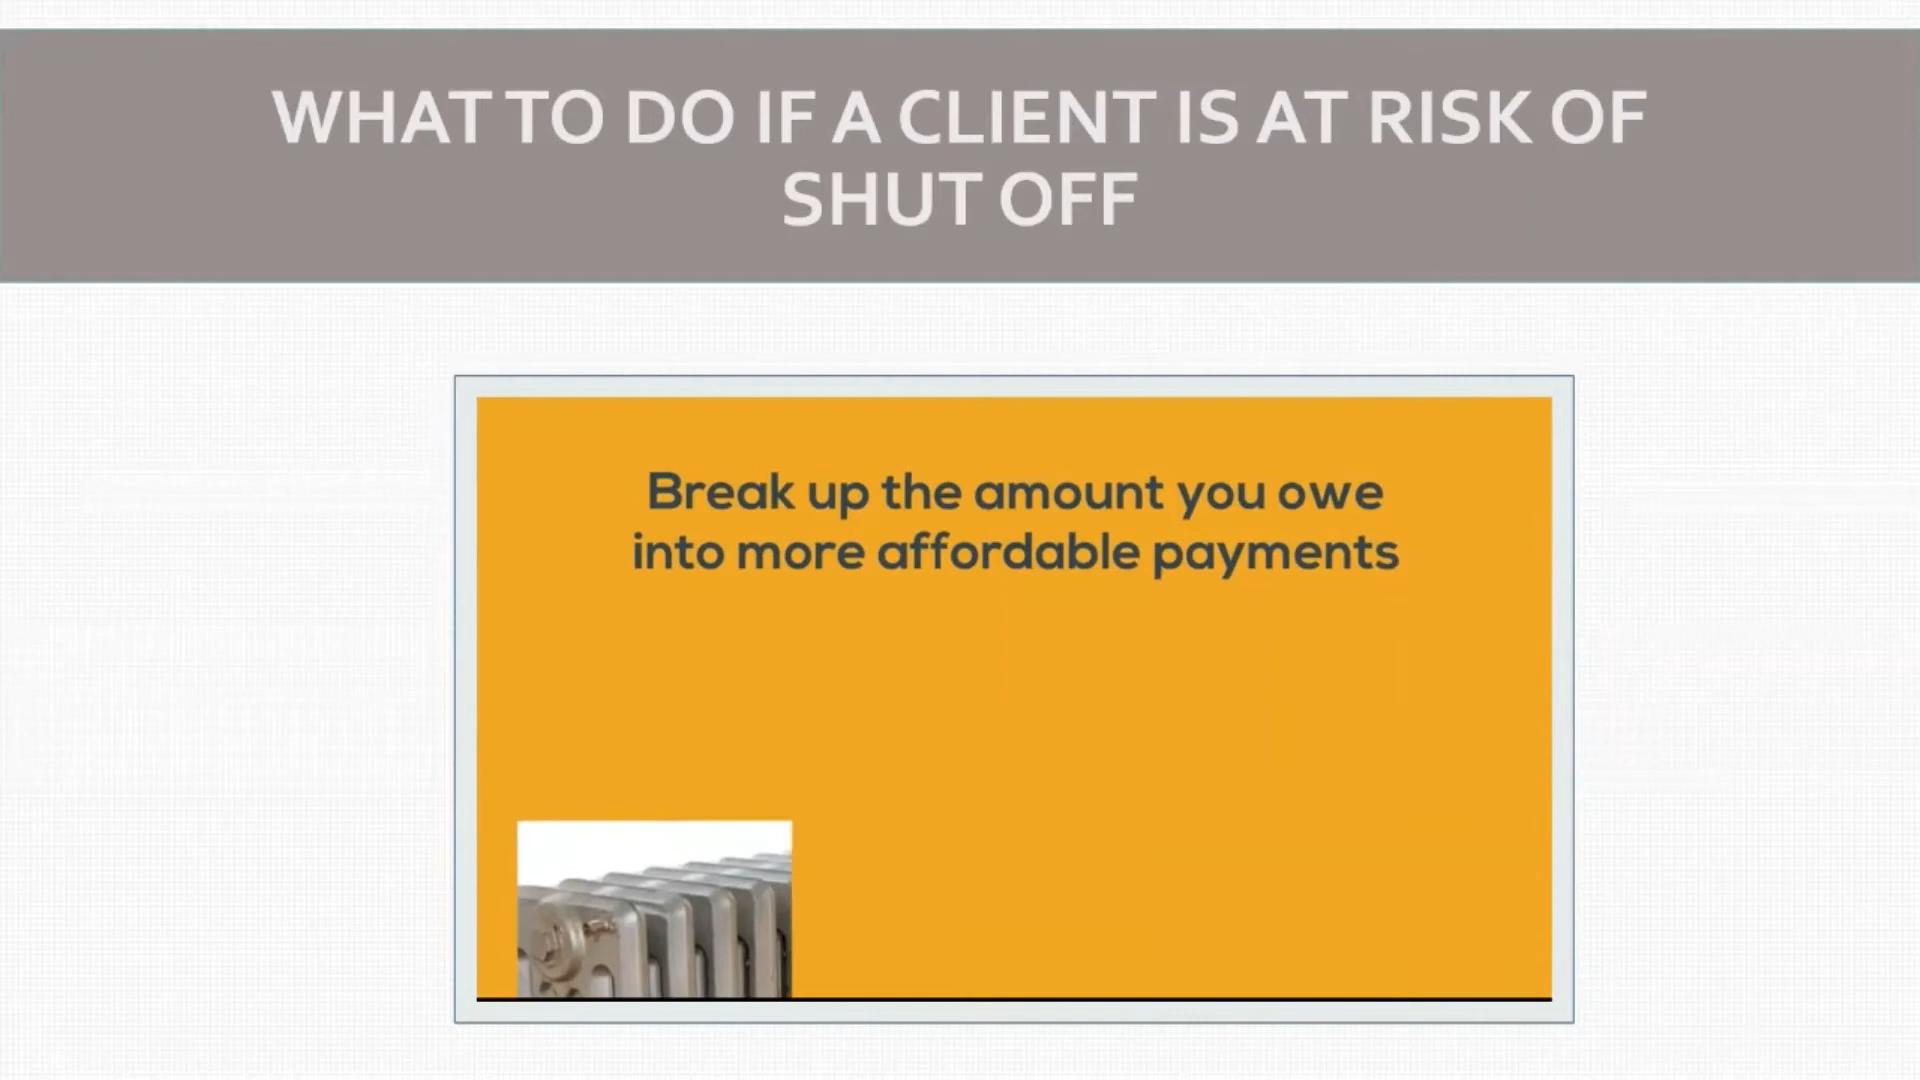 WHAT TO DO IF A CLIENT IS AT RISK OF
SHUT OFF
Break up the amount you owe
into more affordable payments